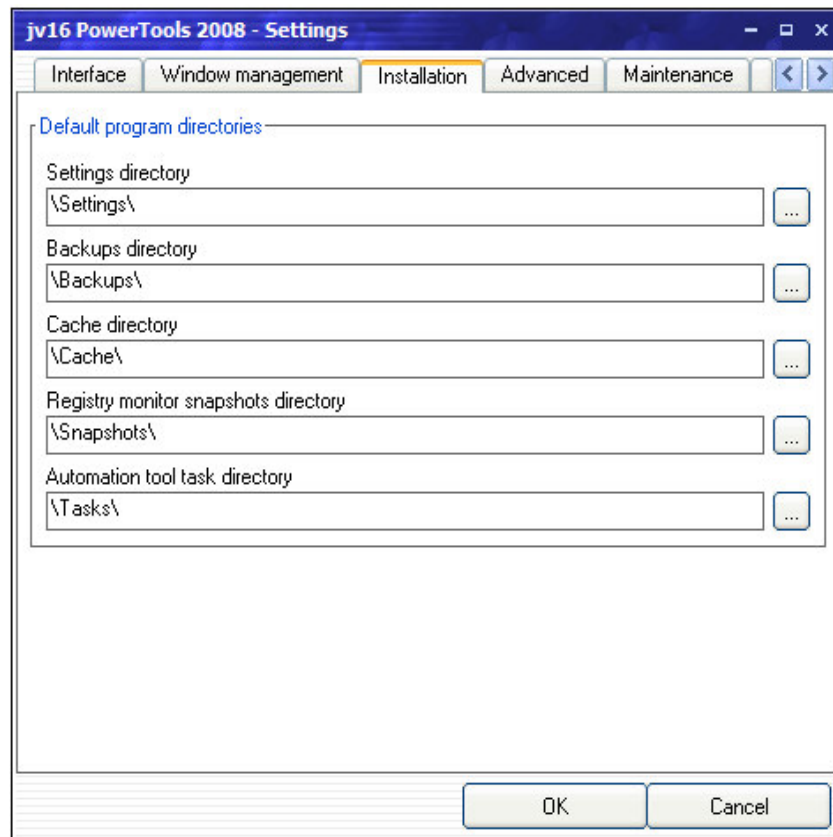 jv16 PowerTools 2008 - Settings
Interface Window management Installation Advanced Maintenance
Default program directories
Settings directory
\Settings\
...
Backups directory
\Backups\
...
Cache directory
\Cache\
...
Registry monitor snapshots directory
\Snapshots\
...
Automation tool task directory
\Tasks\
...
OK Cancel